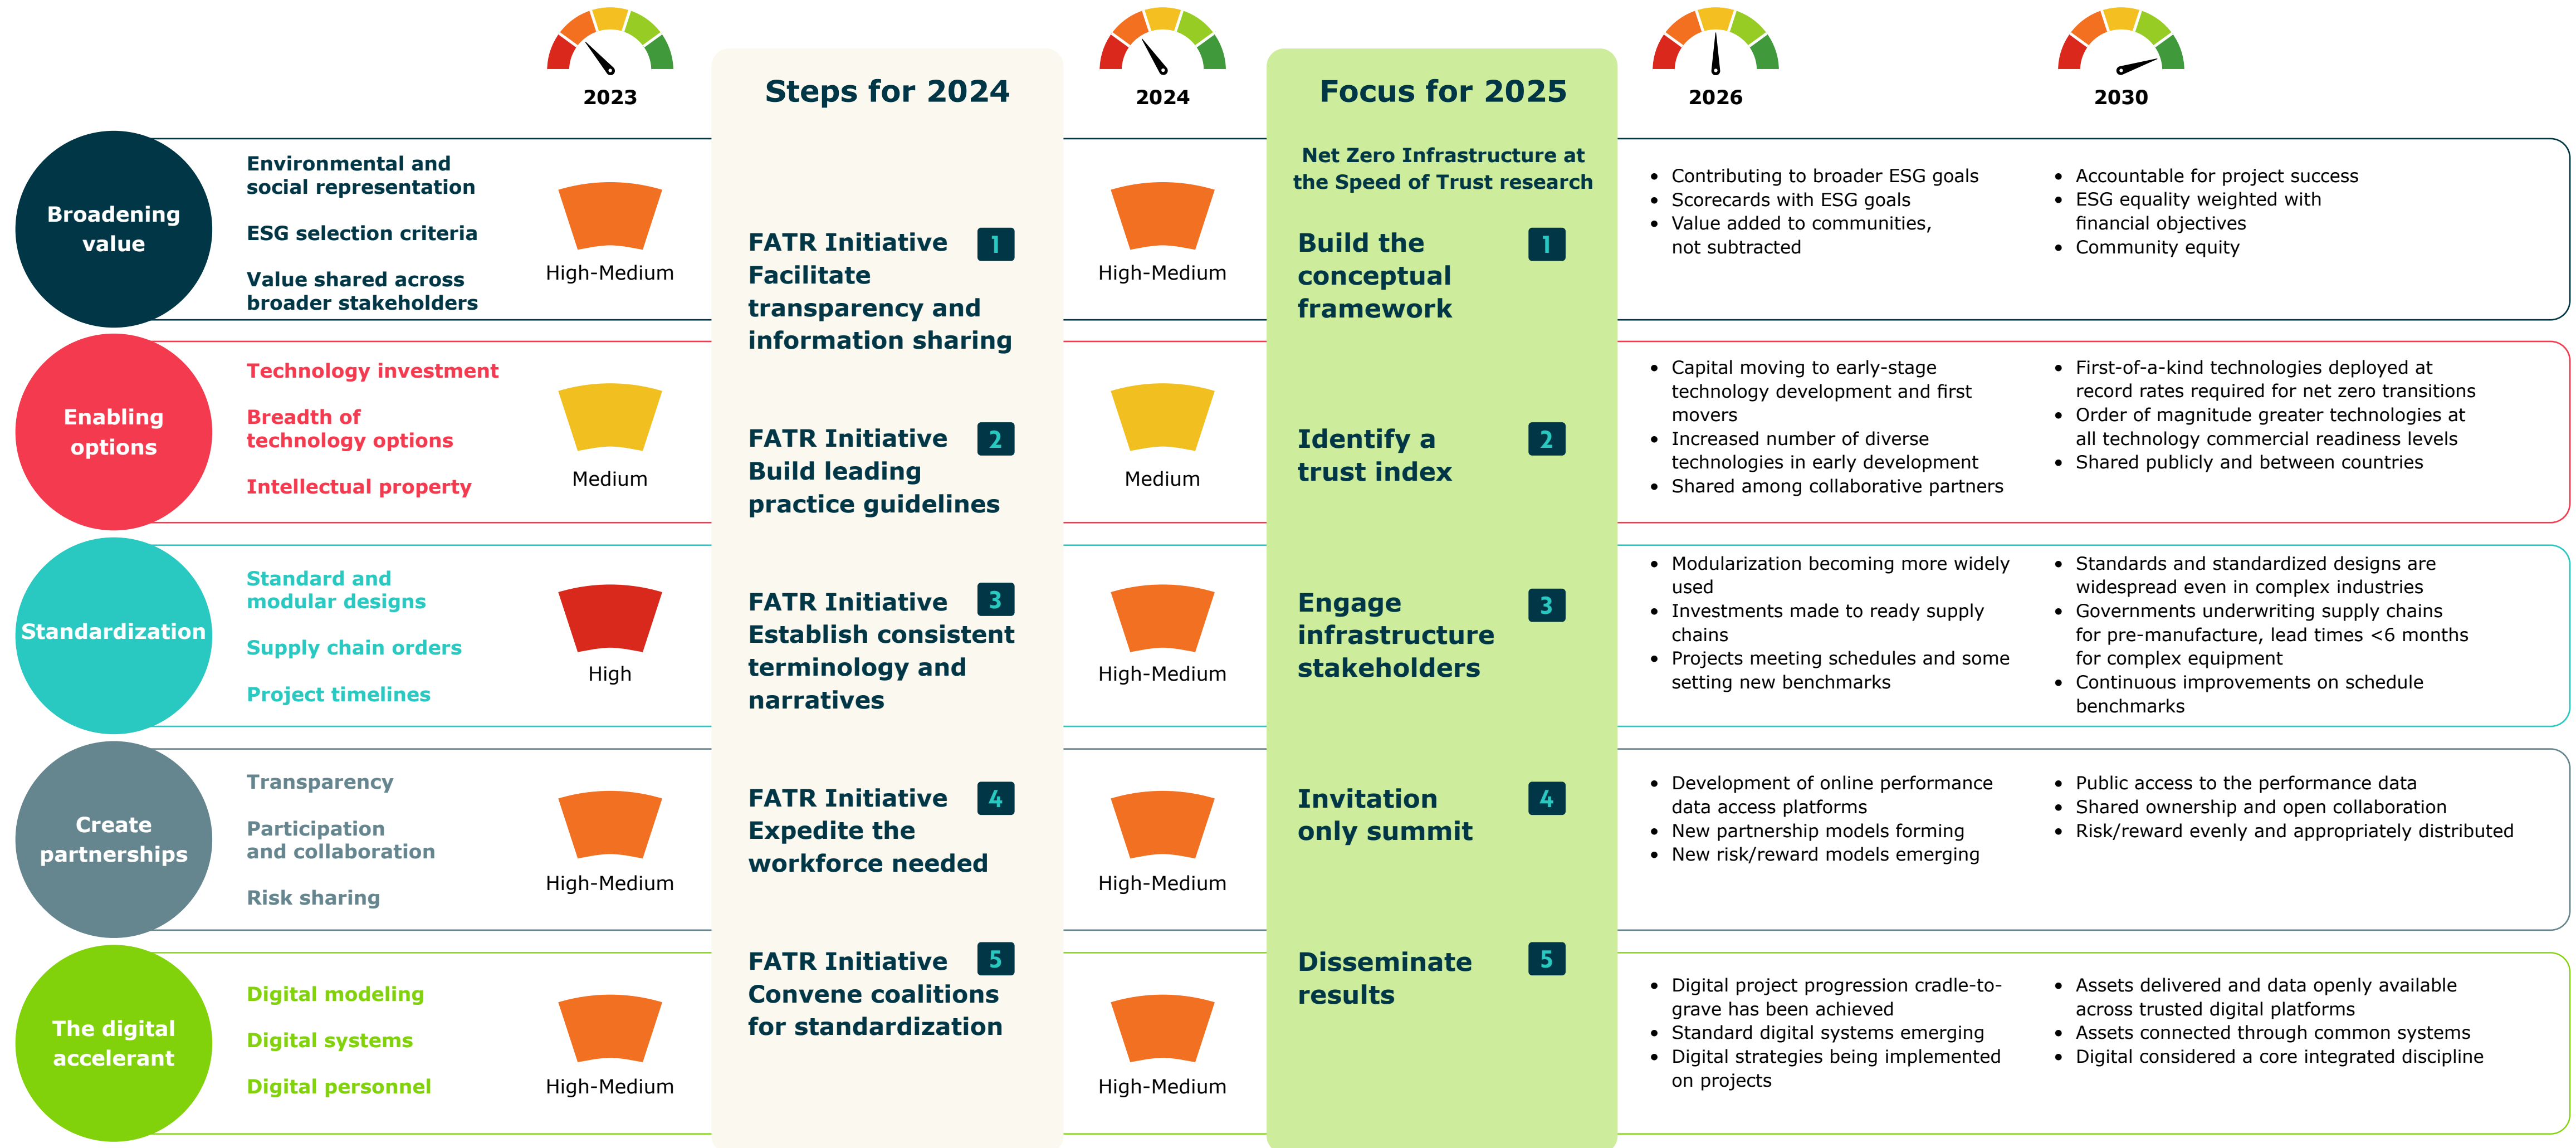 2023
Steps for 2024
2024
Focus for 2025
2026
2030
Net Zero Infrastructure at
the Speed of Trust research
Broadening
value
Environmental and
social representation
ESG selection criteria
Value shared across
broader stakeholders
High-Medium
FATR Initiative 1
Facilitate
transparency and
information sharing
High-Medium
Build the 1
conceptual
framework
• Contributing to broader ESG goals
• Scorecards with ESG goals
• Value added to communities,
not subtracted
• Accountable for project success
• ESG equality weighted with
financial objectives
• Community equity
Enabling
options
Technology investment
Breadth of
technology options
Intellectual property
Medium
FATR Initiative 2
Build leading
practice guidelines
Medium
Identify a 2
trust index
• Capital moving to early-stage
technology development and first
movers
• Increased number of diverse
technologies in early development
• Shared among collaborative partners
• First-of-a-kind technologies deployed at
record rates required for net zero transitions
• Order of magnitude greater technologies at
all technology commercial readiness levels
• Shared publicly and between countries
Standardization
Standard and
modular designs
Supply chain orders
Project timelines
High
FATR Initiative 3
Establish consistent
terminology and
narratives
High-Medium
Engage 3
infrastructure
stakeholders
• Modularization becoming more widely
used
• Investments made to ready supply
chains
• Projects meeting schedules and some
setting new benchmarks
• Standards and standardized designs are
widespread even in complex industries
• Governments underwriting supply chains
for pre-manufacture, lead times <6 months
for complex equipment
• Continuous improvements on schedule
benchmarks
Create
partnerships
Transparency
Participation
and collaboration
Risk sharing
High-Medium
FATR Initiative 4
Expedite the
workforce needed
High-Medium
Invitation 4
only summit
• Development of online performance
data access platforms
• New partnership models forming
• New risk/reward models emerging
• Public access to the performance data
• Shared ownership and open collaboration
• Risk/reward evenly and appropriately distributed
The digital
accelerant
Digital modeling
Digital systems
Digital personnel
High-Medium
FATR Initiative 5
Convene coalitions
for standardization
High-Medium
Disseminate 5
results
• Digital project progression cradle-to-
grave has been achieved
• Standard digital systems emerging
• Digital strategies being implemented
on projects
• Assets delivered and data openly available
across trusted digital platforms
• Assets connected through common systems
• Digital considered a core integrated discipline